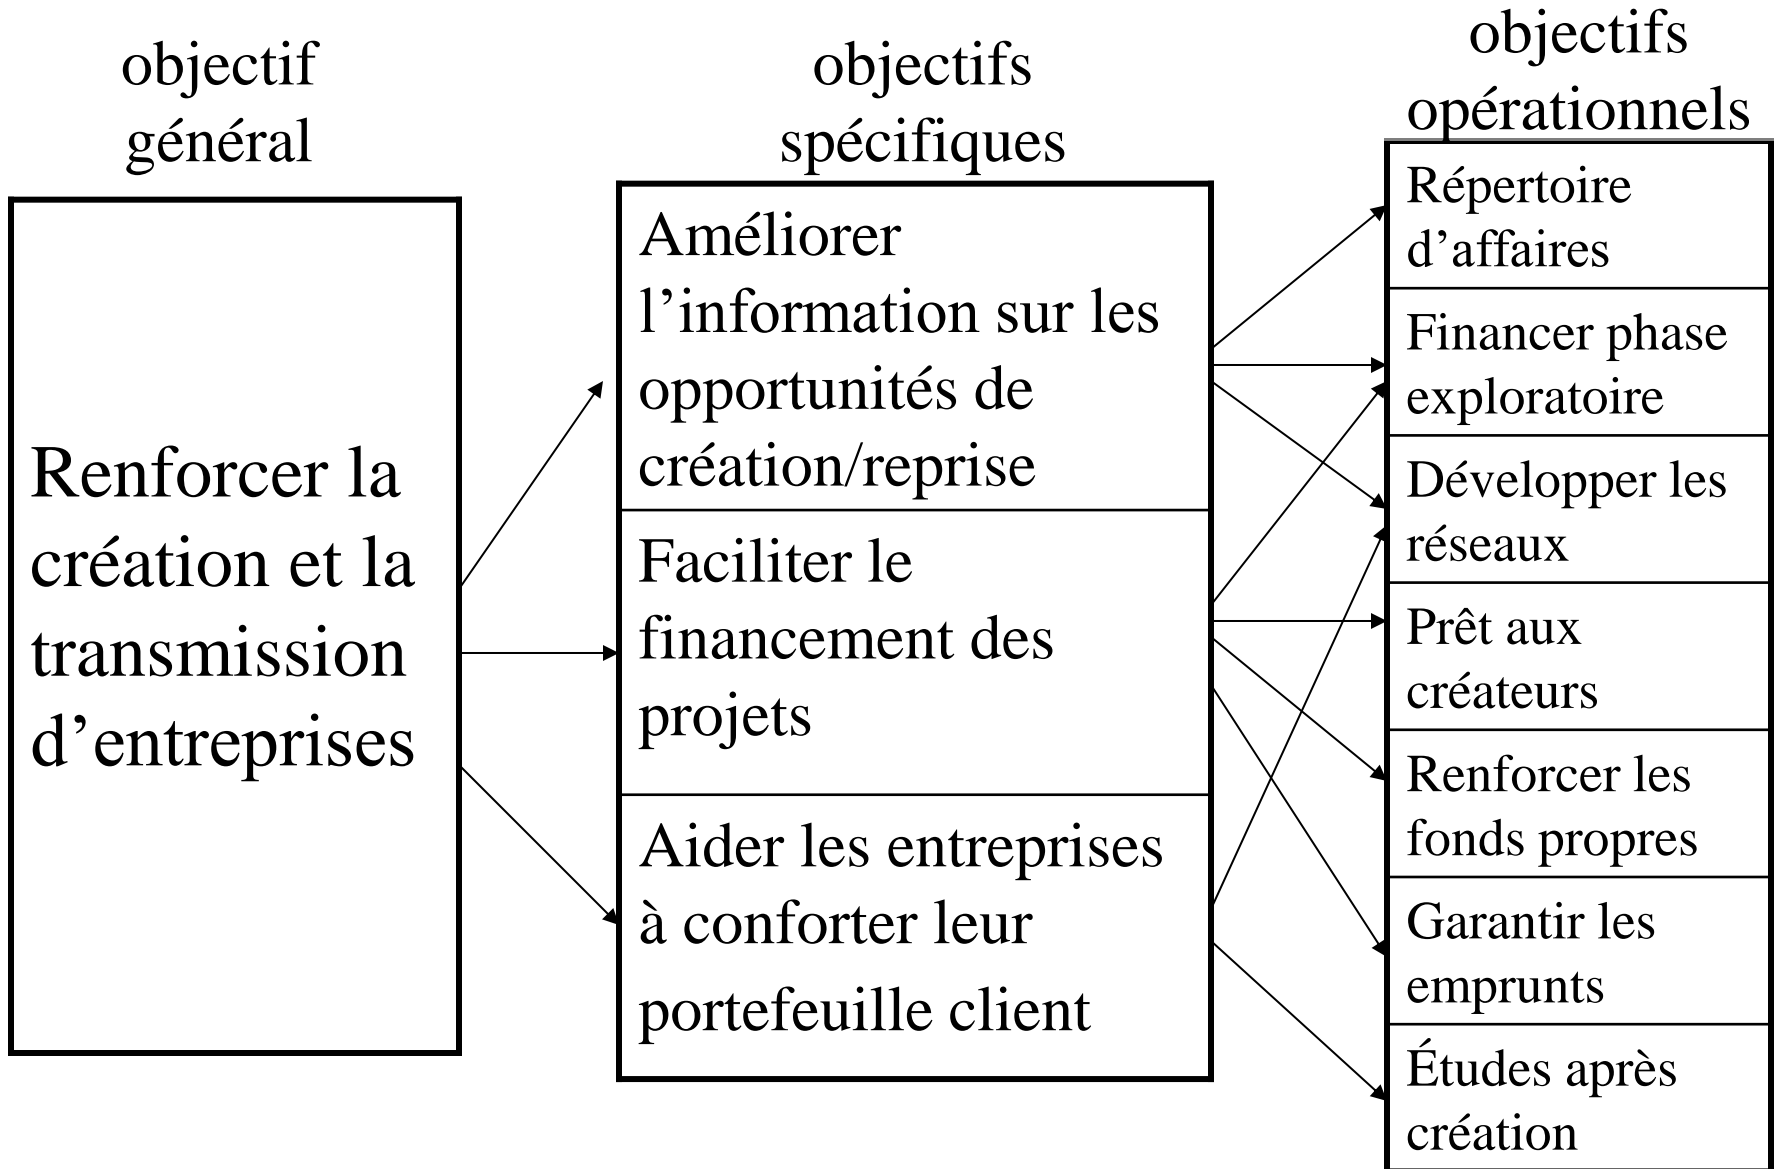 objectif
général
Renforcer la
création et la
transmission
d’entreprises
objectifs
spécifiques
Améliorer
l’information sur les
opportunités de
création/reprise
Faciliter le
financement des
projets
Aider les entreprises
à conforter leur
portefeuille client
objectifs
opérationnels
Répertoire
d’affaires
Financer phase
exploratoire
Développer les
réseaux
Prêt aux
créateurs
Renforcer les
fonds propres
Garantir les
emprunts
Études après
création